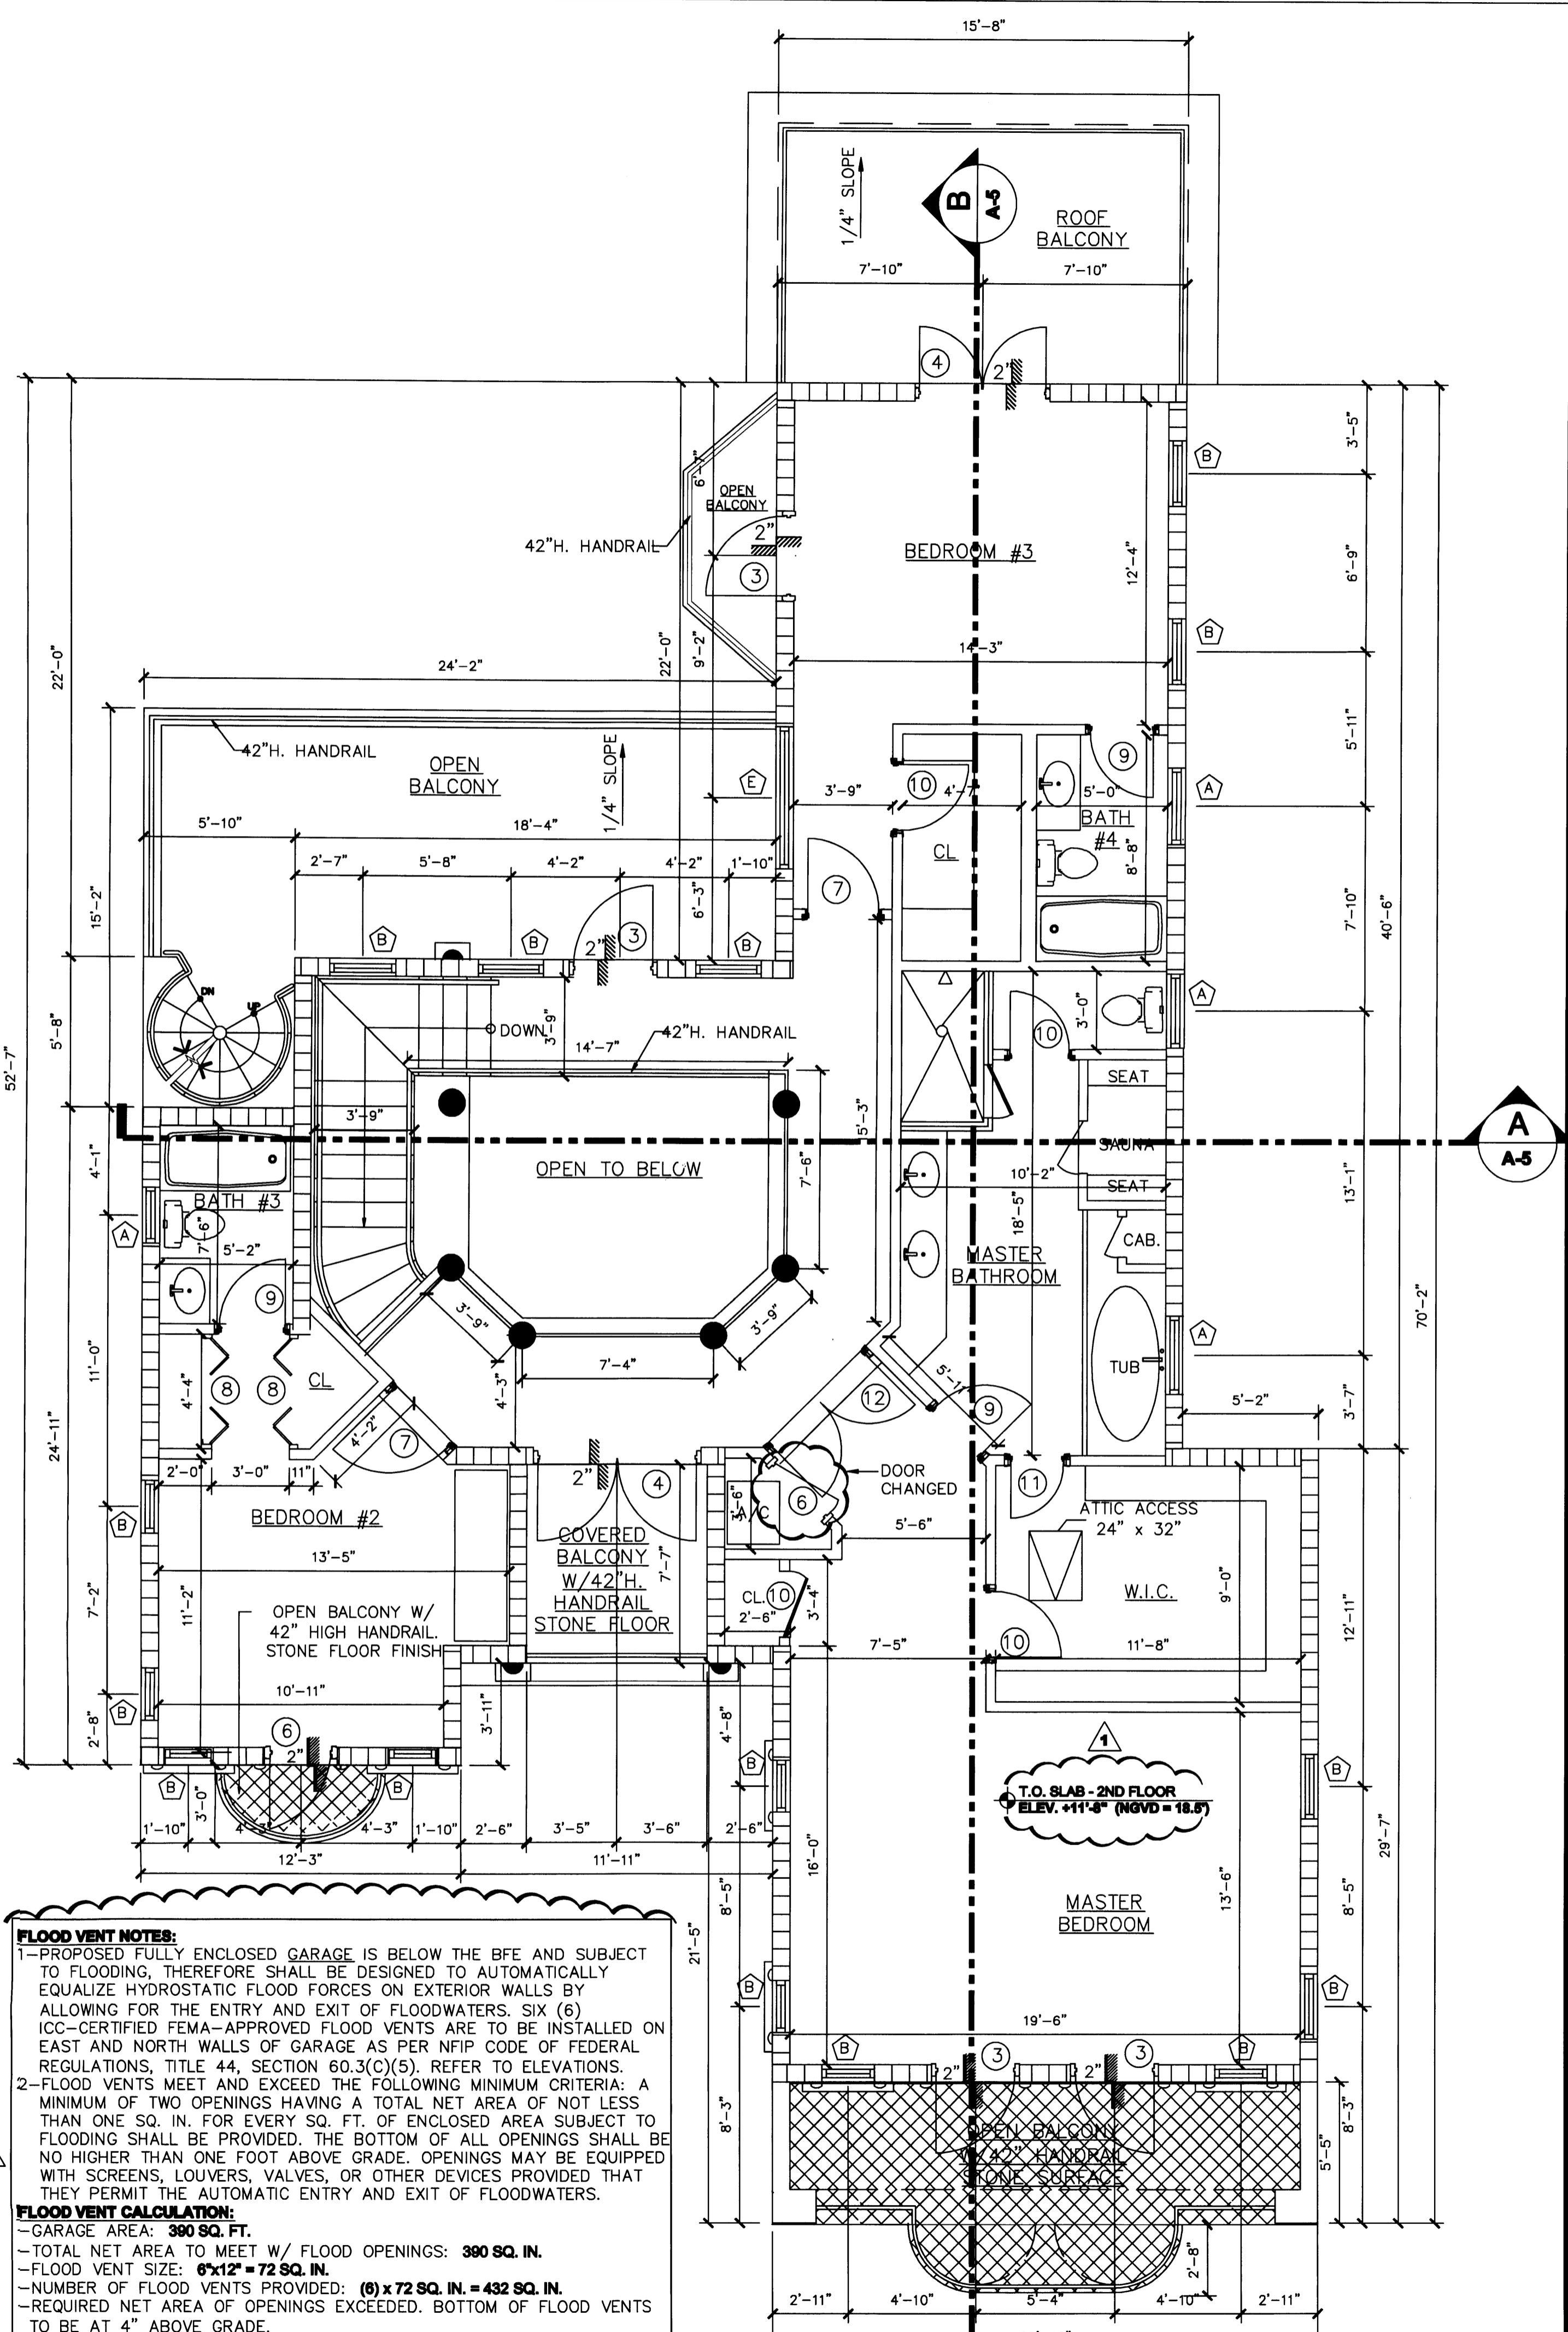 15'-8"
1/4" SLOPE
B
A-5
ROOF
BALCONY
7'-10"
7'-10"
4
2"
3'-5"
B
6'-7"
OPEN
BALCONY
42"H. HANDRAIL
2"
3
BEDROOM #3
12'-4"
6'-9"
B
22'-0"
24'-2"
22'-0"
9'-2"
14'-3"
42"H. HANDRAIL
OPEN
BALCONY
1/4" SLOPE
E
3'-9"
10
4'-7"
9
5'-0"
A
5'-11"
BATH
#4
8'-8"
CL
5'-10"
18'-4"
2'-7"
5'-8"
4'-2"
4'-2"
1'-10"
7
15'-2"
6'-3"
7'-10"
40'-6"
B
B
2"
3
B
DN
UP
DOWN
3'-9"
42"H. HANDRAIL
14'-7"
10
3'-0"
A
52'-7"
5'-8"
SEAT
3'-9"
5'-3"
SAUNA
A
A-5
4'-1"
OPEN TO BELOW
7'-6"
10'-2"
SEAT
13'-1"
BATH #3
A
7'-6"
5'-2"
18'-5"
CAB.
MASTER
BATHROOM
70'-2"
9
3'-9"
3'-9"
A
7'-4"
TUB
11'-0"
4'-4"
8
8
CL
4'-3"
5'-11"
12
9
5'-2"
3'-7"
24'-11"
4'-2"
7
2'-0"
3'-0"
11"
2"
4
DOOR
CHANGED
6
3'-6"
A/C
11
ATTIC ACCESS
24" x 32"
BEDROOM #2
B
5'-6"
COVERED
BALCONY
W/42"H.
HANDRAIL
STONE FLOOR
7'-7"
13'-5"
11'-2"
7'-2"
CL.
10
2'-6"
3'-4"
W.I.C.
9'-0"
12'-11"
OPEN BALCONY W/
42" HIGH HANDRAIL.
STONE FLOOR FINISH
7'-5"
10
11'-8"
10'-11"
B
2'-8"
6
2"
3'-11"
4'-8"
1
B
B
T.O. SLAB - 2ND FLOOR
ELEV. +11'-8" (NGVD = 18.5')
B
3'-0"
B
1'-10"
4'-3"
4'-3"
1'-10"
2'-6"
3'-5"
3'-6"
2'-6"
12'-3"
11'-11"
16'-0"
29'-7"
8'-5"
MASTER
BEDROOM
13'-6"
8'-5"
21'-5"
B
B
19'-6"
B
2"
3
2"
3
B
8'-3"
OPEN BALCONY
W/42" HANDRAIL
STONE SURFACE
5'-5"
8'-3"
2'-8"
2'-11"
4'-10"
5'-4"
4'-10"
2'-11"
FLOOD VENT NOTES:
1-PROPOSED FULLY ENCLOSED GARAGE IS BELOW THE BFE AND SUBJECT
TO FLOODING, THEREFORE SHALL BE DESIGNED TO AUTOMATICALLY
EQUALIZE HYDROSTATIC FLOOD FORCES ON EXTERIOR WALLS BY
ALLOWING FOR THE ENTRY AND EXIT OF FLOODWATERS. SIX (6)
ICC-CERTIFIED FEMA-APPROVED FLOOD VENTS ARE TO BE INSTALLED ON
EAST AND NORTH WALLS OF GARAGE AS PER NFIP CODE OF FEDERAL
REGULATIONS, TITLE 44, SECTION 60.3(C)(5). REFER TO ELEVATIONS.
2-FLOOD VENTS MEET AND EXCEED THE FOLLOWING MINIMUM CRITERIA: A
MINIMUM OF TWO OPENINGS HAVING A TOTAL NET AREA OF NOT LESS
THAN ONE SQ. IN. FOR EVERY SQ. FT. OF ENCLOSED AREA SUBJECT TO
FLOODING SHALL BE PROVIDED. THE BOTTOM OF ALL OPENINGS SHALL BE
NO HIGHER THAN ONE FOOT ABOVE GRADE. OPENINGS MAY BE EQUIPPED
WITH SCREENS, LOUVERS, VALVES, OR OTHER DEVICES PROVIDED THAT
THEY PERMIT THE AUTOMATIC ENTRY AND EXIT OF FLOODWATERS.
FLOOD VENT CALCULATION:
-GARAGE AREA: 390 SQ. FT.
-TOTAL NET AREA TO MEET W/ FLOOD OPENINGS: 390 SQ. IN.
-FLOOD VENT SIZE: 6"x12" = 72 SQ. IN.
-NUMBER OF FLOOD VENTS PROVIDED: (6) x 72 SQ. IN. = 432 SQ. IN.
-REQUIRED NET AREA OF OPENINGS EXCEEDED. BOTTOM OF FLOOD VENTS
TO BE AT 4" ABOVE GRADE.